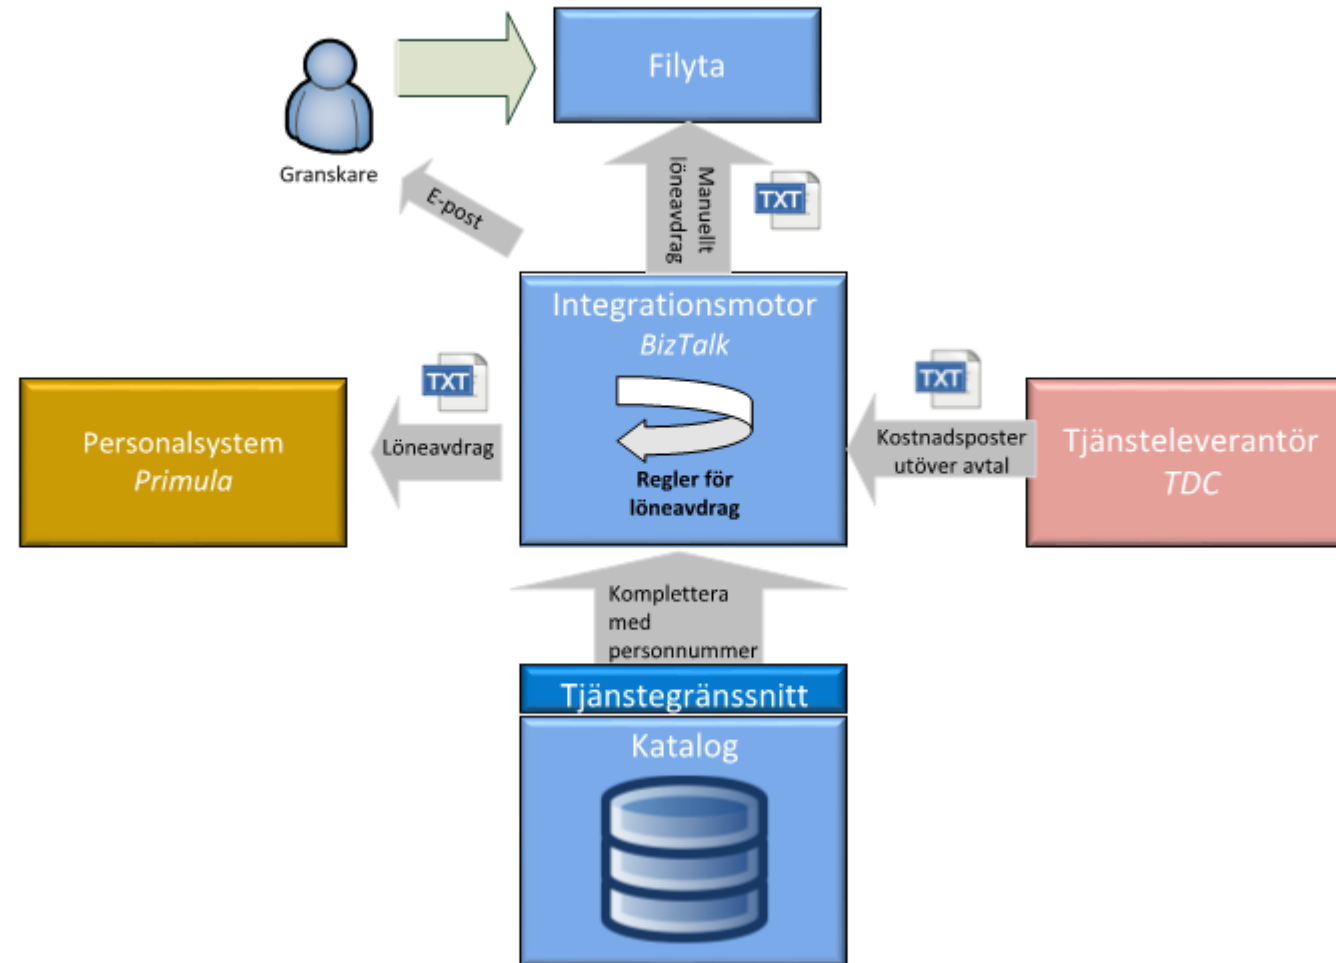 Filyta
Granskare
E-post
Manuellt
löneavdrag
TXT
Integrationsmotor
BizTalk
Regler för
löneavdrag
TXT
Löneavdrag
Personalsystem
Primula
TXT
Kostnadsposter
utöver avtal
Tjänsteleverantör
TDC
Komplettera
med
personnummer
Tjänstegränssnitt
Katalog